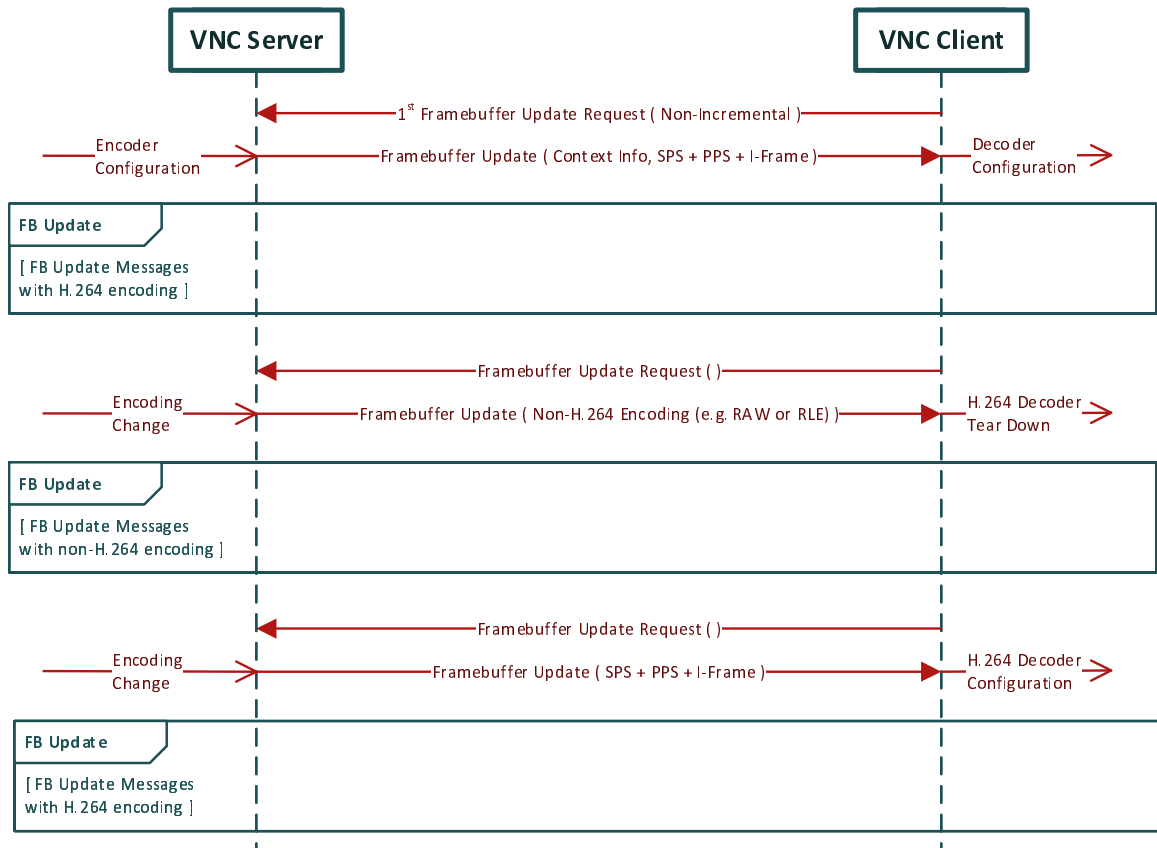 VNC Server
VNC Client
1st Framebuffer Update Request ( Non-Incremental )
Encoder
Configuration
Framebuffer Update ( Context Info, SPS + PPS + I-Frame )
Decoder
Configuration
FB Update
[ FB Update Messages
with H.264 encoding ]
Framebuffer Update Request ( )
Encoding
Change
Framebuffer Update ( Non-H.264 Encoding (e.g. RAW or RLE) )
H.264 Decoder
Tear Down
FB Update
[ FB Update Messages
with non-H.264 encoding ]
Framebuffer Update Request ( )
Encoding
Change
Framebuffer Update ( SPS + PPS + I-Frame )
H.264 Decoder
Configuration
FB Update
[ FB Update Messages
with H.264 encoding ]